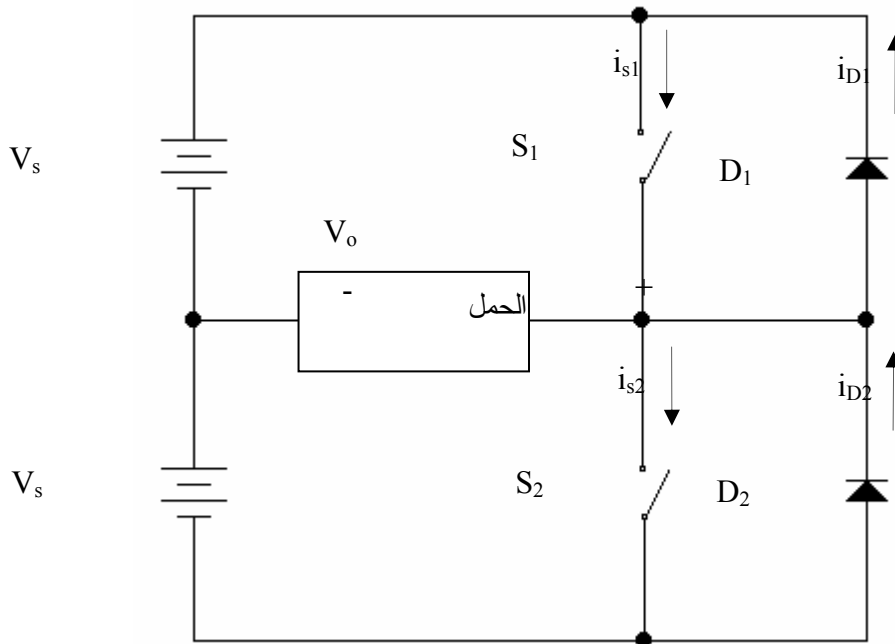 i_s1
i_D1
V_s
S_1
D_1
V_o
-
الحمل
+
i_s2
i_D2
V_s
S_2
D_2